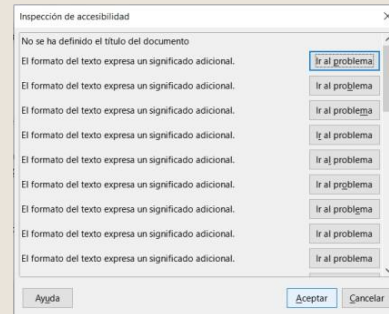 Inspección de accesibilidad
No se ha definido el título del documento
El formato del texto expresa un significado adicional. Ir al problema
El formato del texto expresa un significado adicional. Ir al problema
El formato del texto expresa un significado adicional. Ir al problema
El formato del texto expresa un significado adicional. Ir al problema
El formato del texto expresa un significado adicional. Ir al problema
El formato del texto expresa un significado adicional. Ir al problema
El formato del texto expresa un significado adicional. Ir al problema
El formato del texto expresa un significado adicional. Ir al problema
El formato del texto expresa un significado adicional. Ir al problema
Ayuda Aceptar Cancelar